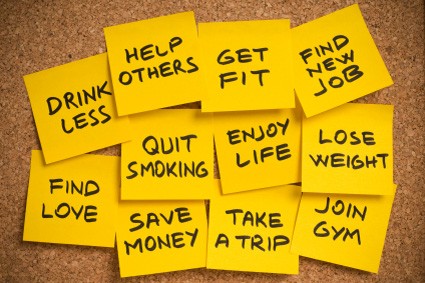 DRINK
LESS
HELP
OTHERS
GET
FIT
FIND
NEW
JOB
FIND
LOVE
QUIT
SMOKING
ENJOY
LIFE
LOSE
WEIGHT
SAVE
MONEY
TAKE
A TRIP
JOIN
GYM